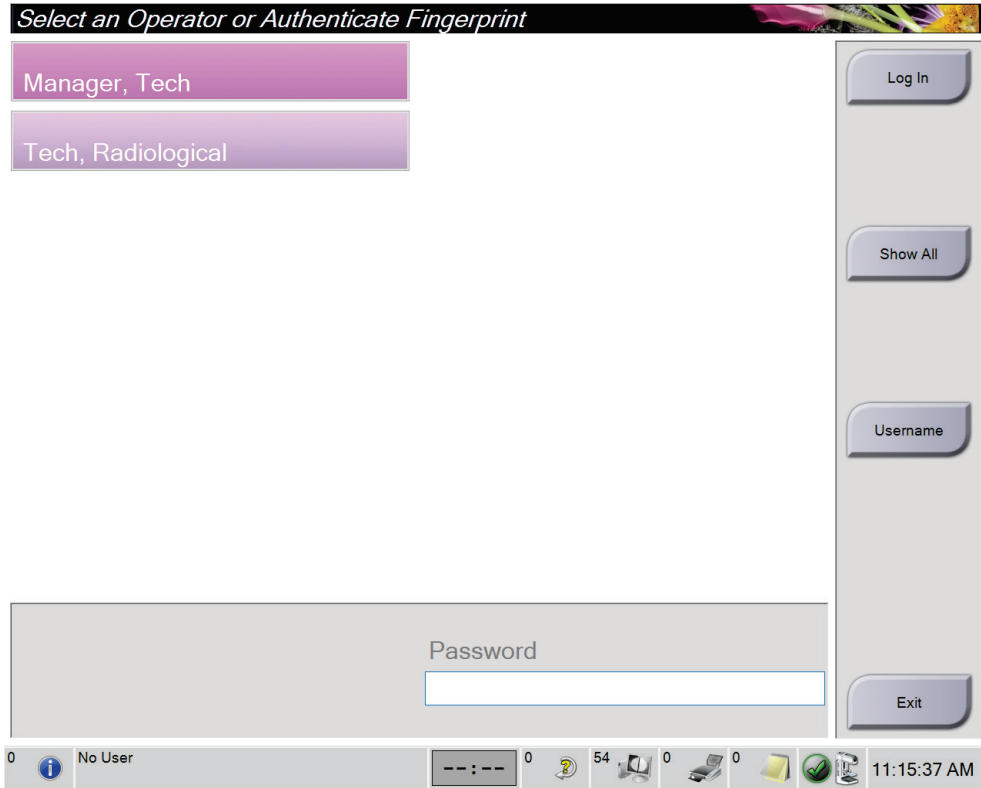 Select an Operator or Authenticate Fingerprint
Manager, Tech
Tech, Radiological
Log In
Show All
Username
Password
Exit
0 No User --:-- 0 54 0 0 11:15:37 AM